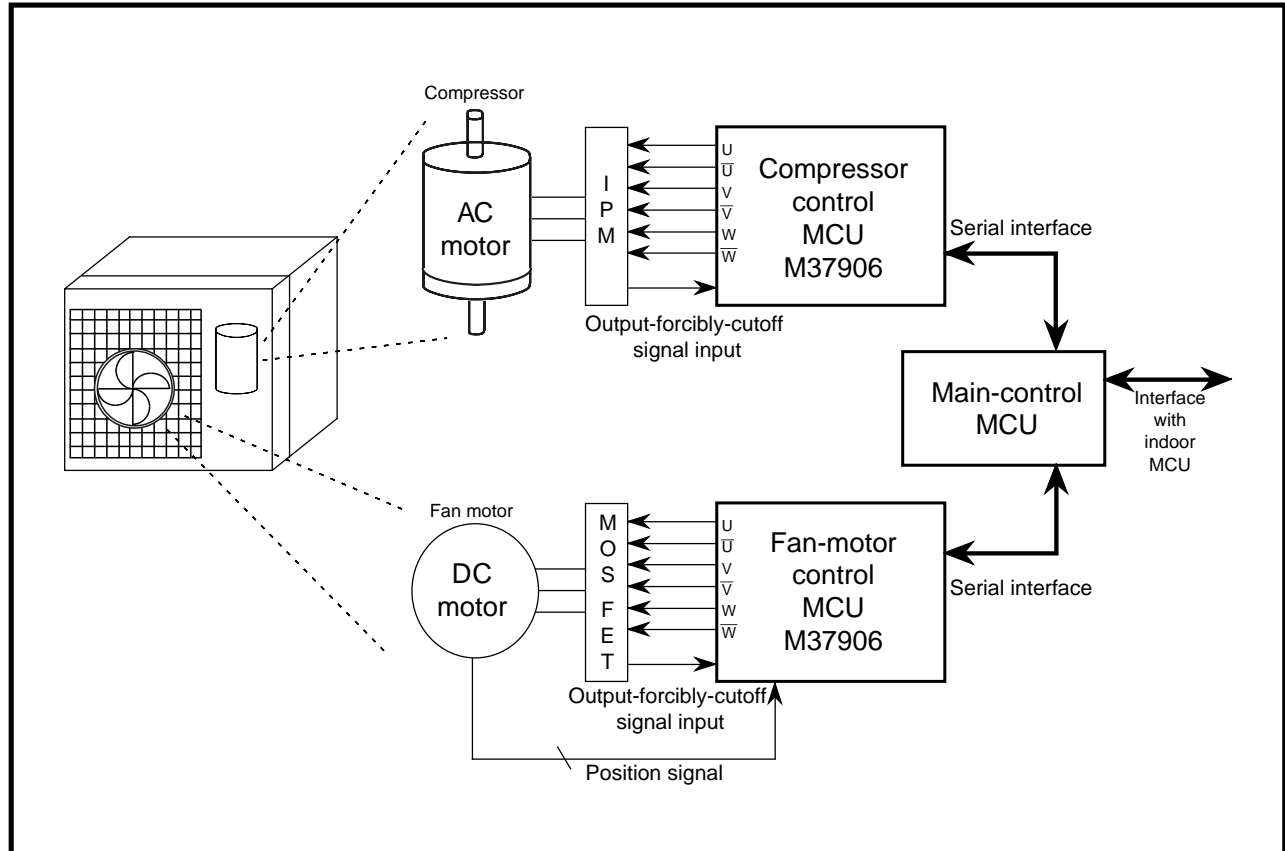 Compressor
AC
motor
I
P
M
U
U̅
V
V̅
W
W̅
Compressor
control
MCU
M37906
Serial interface
Output-forcibly-cutoff
signal input
Main-control
MCU
Interface
with
indoor
MCU
Fan motor
DC
motor
M
O
S
F
E
T
U
U̅
V
V̅
W
W̅
Fan-motor
control
MCU
M37906
Serial interface
Output-forcibly-cutoff
signal input
Position signal